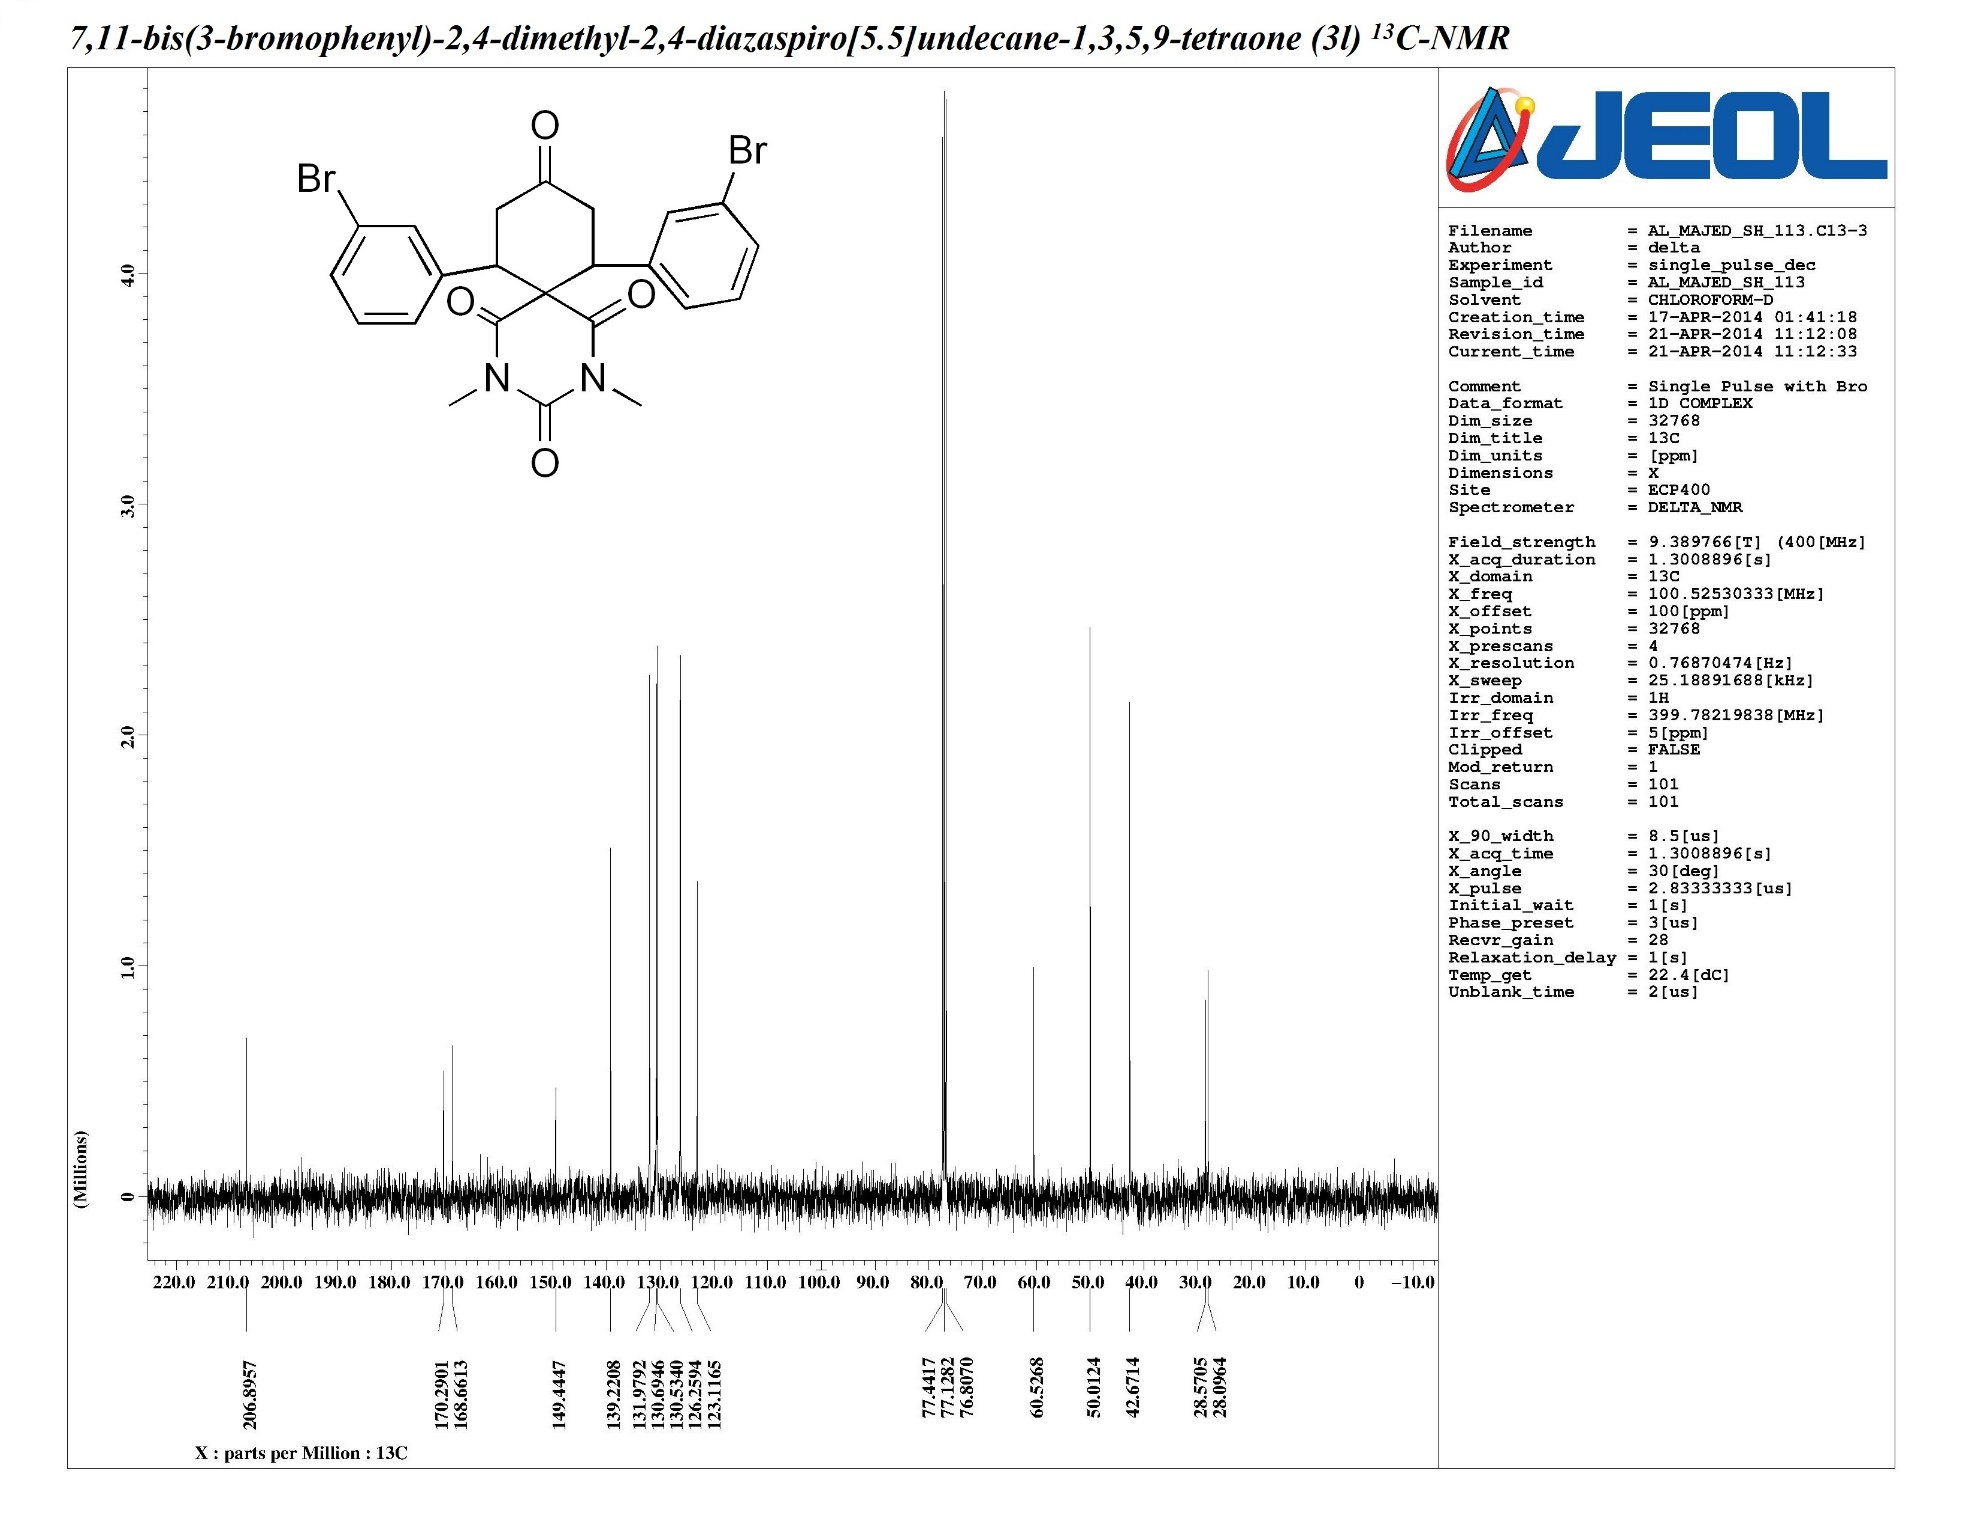 7,11-bis(3-bromophenyl)-2,4-dimethyl-2,4-diazaspiro[5.5]undecane-1,3,5,9-tetraone (3l) ¹³C-NMR
JEOL
O
Br
Br
O
O
N
N
O
Filename = AL_MAJED_SH_113.C13-3
Author = delta
Experiment = single_pulse_dec
Sample_id = AL_MAJED_SH_113
Solvent = CHLOROFORM-D
Creation_time = 17-APR-2014 01:41:18
Revision_time = 21-APR-2014 11:12:08
Current_time = 21-APR-2014 11:12:33
Comment = Single Pulse with Bro
Data_format = 1D COMPLEX
Dim_size = 32768
Dim_title = 13C
Dim_units = [ppm]
Dimensions = X
Site = ECP400
Spectrometer = DELTA_NMR
Field_strength = 9.389766[T] (400[MHz]
X_acq_duration = 1.3008896[s]
X_domain = 13C
X_freq = 100.52530333[MHz]
X_offset = 100[ppm]
X_points = 32768
X_prescans = 4
X_resolution = 0.76870474[Hz]
X_sweep = 25.18891688[kHz]
Irr_domain = 1H
Irr_freq = 399.78219838[MHz]
Irr_offset = 5[ppm]
Clipped = FALSE
Mod_return = 1
Scans = 101
Total_scans = 101
X_90_width = 8.5[us]
X_acq_time = 1.3008896[s]
X_angle = 30[deg]
X_pulse = 2.83333333[us]
Initial_wait = 1[s]
Phase_preset = 3[us]
Recvr_gain = 28
Relaxation_delay = 1[s]
Temp_get = 22.4[dC]
Unblank_time = 2[us]
4.0
3.0
2.0
1.0
0
(Millions)
220.0 210.0 200.0 190.0 180.0 170.0 160.0 150.0 140.0 130.0 120.0 110.0 100.0 90.0 80.0 70.0 60.0 50.0 40.0 30.0 20.0 10.0 0 −10.0
206.8957
170.2901
168.6613
149.4447
139.2208
131.9792
130.6946
130.5340
126.2594
123.1165
77.4417
77.1282
76.8070
60.5268
50.0124
42.6714
28.5705
28.0964
X : parts per Million : 13C